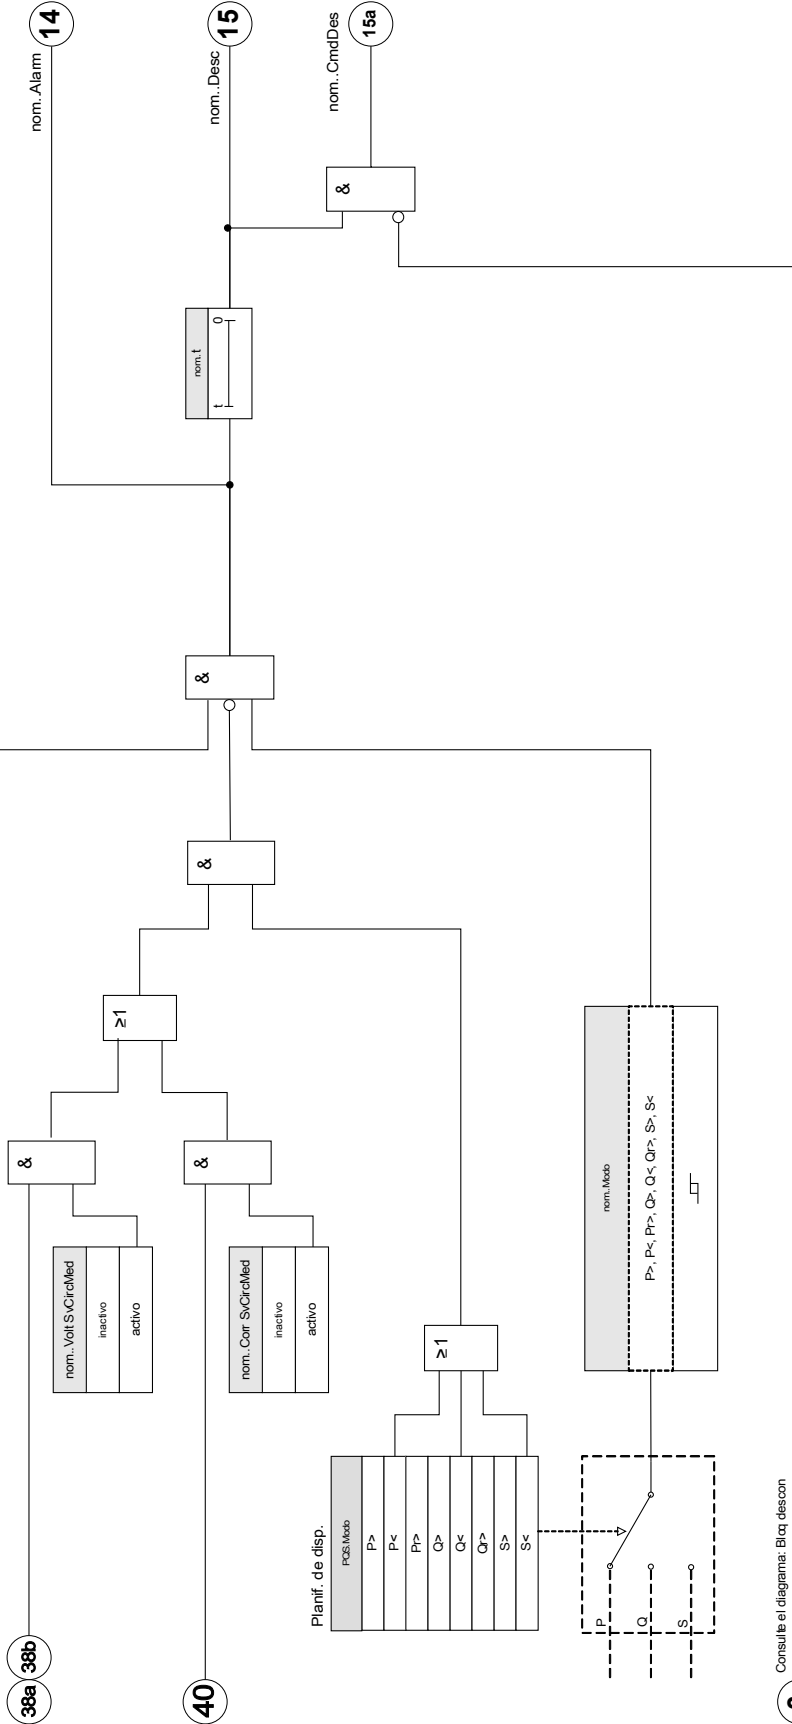 38a
38b
&
nom..Volt SvCircMed
inactivo
activo
40
&
nom..Corr SvCircMed
inactivo
activo
≥1
&
&
nom..Alarm
14
nom..t
t
0
nom..Desc
15
&
nom..CmdDes
15a
Planif. de disp.
PQS.Modo
P>
P<
Pr>
Q>
Q<
Qr>
S>
S<
≥1
P
Q
S
nom..Modo
P>, P<, Pr>, Q>, Q<, Qr>, S>, S<
Consulte el diagrama: Bloq descon